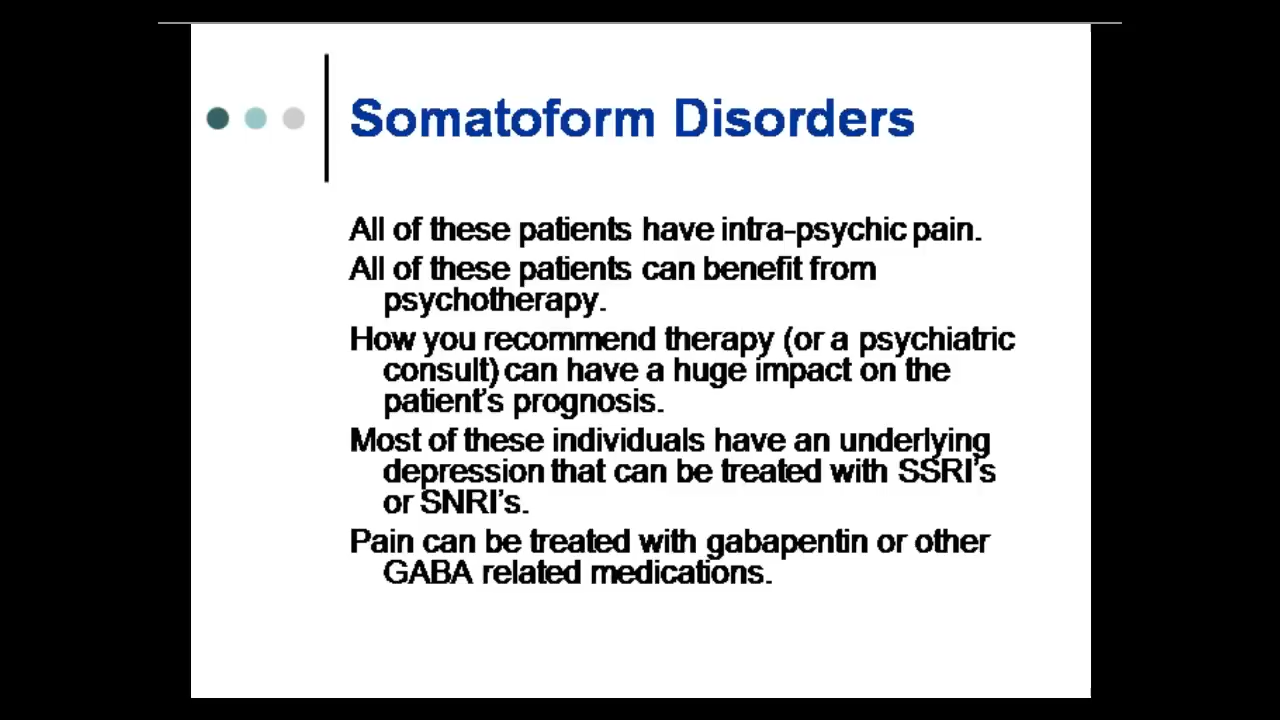 Somatoform Disorders
All of these patients have intra-psychic pain.
All of these patients can benefit from
psychotherapy.
How you recommend therapy (or a psychiatric
consult) can have a huge impact on the
patient's prognosis.
Most of these individuals have an underlying
depression that can be treated with SSRI's
or SNRI's.
Pain can be treated with gabapentin or other
GABA related medications.